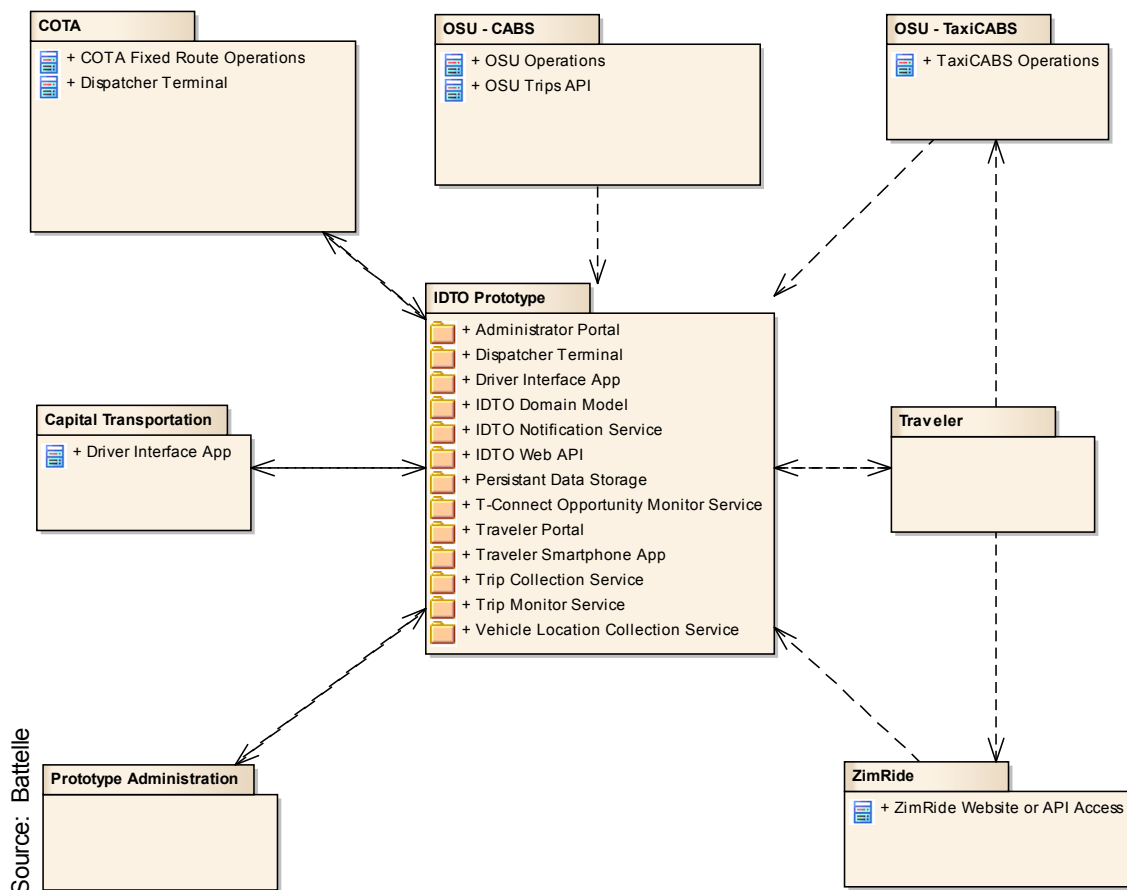 COTA
+ COTA Fixed Route Operations
+ Dispatcher Terminal
OSU - CABS
+ OSU Operations
+ OSU Trips API
OSU - TaxiCABS
+ TaxiCABS Operations
IDTO Prototype
+ Administrator Portal
+ Dispatcher Terminal
+ Driver Interface App
+ IDTO Domain Model
+ IDTO Notification Service
+ IDTO Web API
+ Persistant Data Storage
+ T-Connect Opportunity Monitor Service
+ Traveler Portal
+ Traveler Smartphone App
+ Trip Collection Service
+ Trip Monitor Service
+ Vehicle Location Collection Service
Capital Transportation
+ Driver Interface App
Traveler
Prototype Administration
ZimRide
+ ZimRide Website or API Access
Source: Battelle